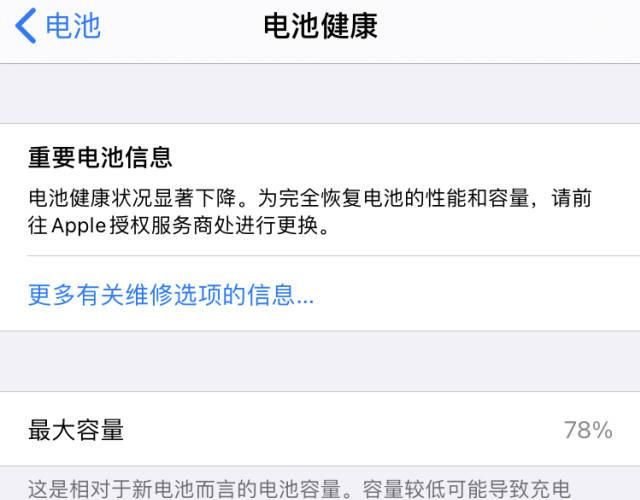 电池
电池健康
重要电池信息
电池健康状况显著下降。为完全恢复电池的性能和容量，请前
往Apple授权服务商处进行更换。
更多有关维修选项的信息...
最大容量
78%
这是相对于新电池而言的电池容量。容量较低可能导致充电